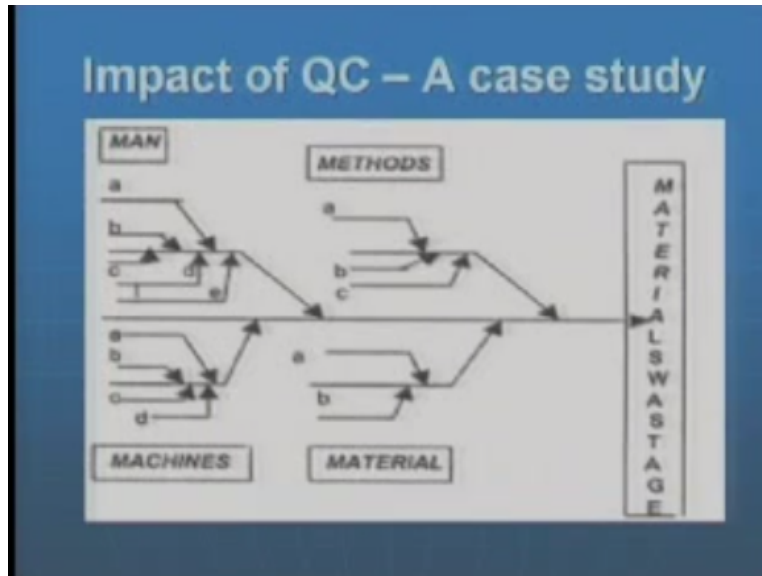 Impact of QC – A case study
MAN
METHODS
a
a
b
b
c
d
c
e
a
b
c
d
a
b
MACHINES
MATERIAL
MATERIALSWASTAGE